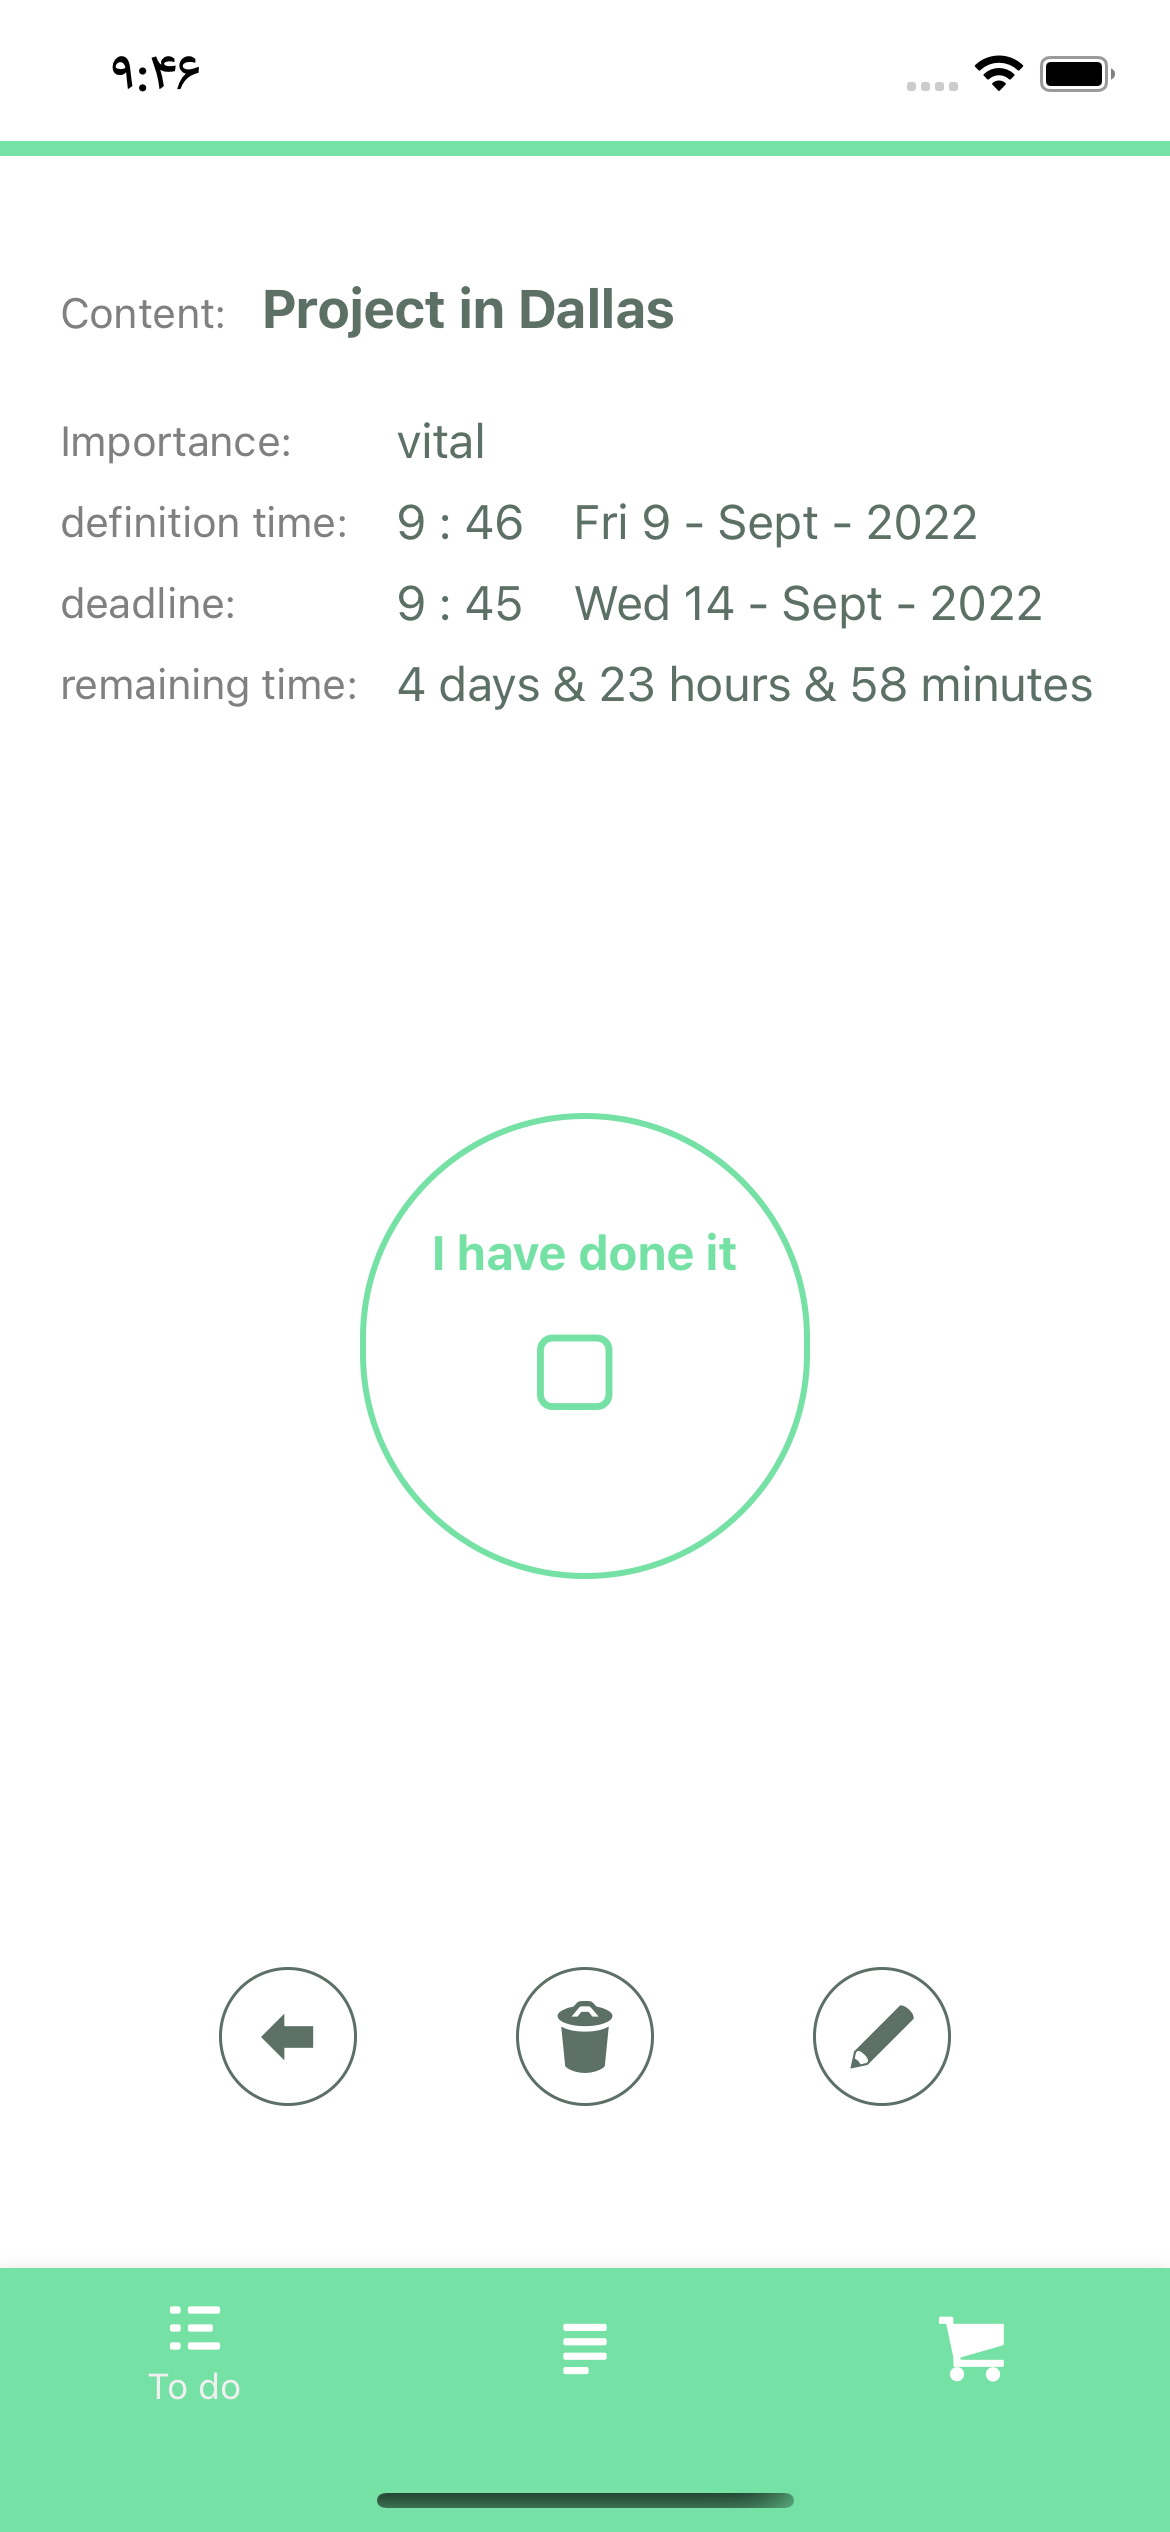 ۹:۴۶
Content: Project in Dallas
Importance: vital
definition time: 9 : 46 Fri 9 - Sept - 2022
deadline: 9 : 45 Wed 14 - Sept - 2022
remaining time: 4 days & 23 hours & 58 minutes
I have done it
To do